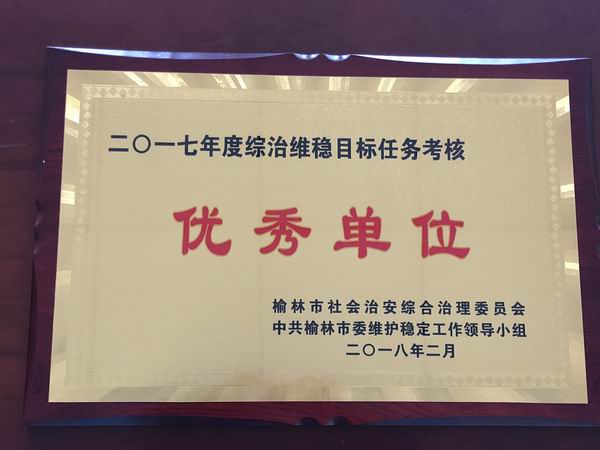 二〇一七年度综治维稳目标任务考核
优秀单位
榆林市社会治安综合治理委员会
中共榆林市委维护稳定工作领导小组
二〇一八年二月